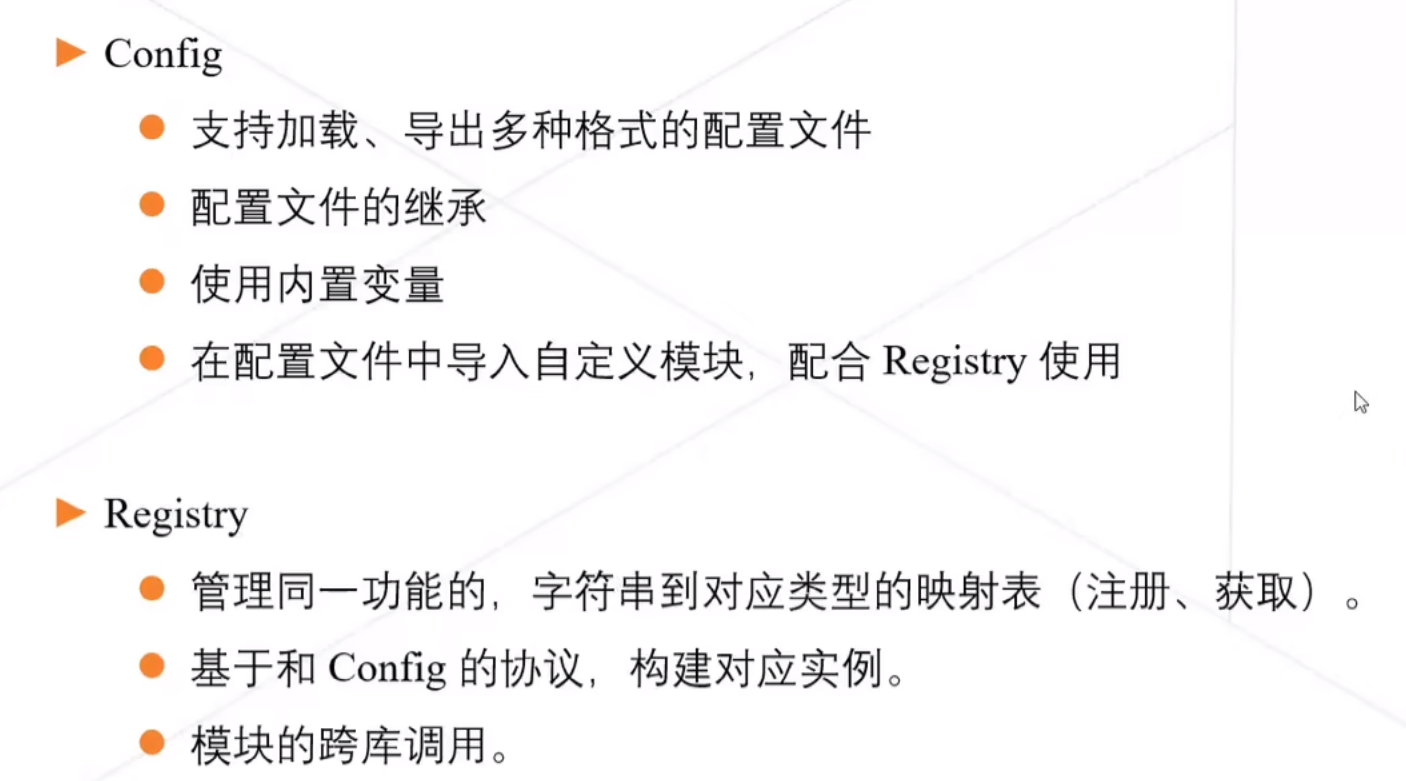 Config
支持加载、导出多种格式的配置文件
配置文件的继承
使用内置变量
在配置文件中导入自定义模块，配合 Registry 使用
Registry
管理同一功能的，字符串到对应类型的映射表（注册、获取）。
基于和 Config 的协议，构建对应实例。
模块的跨库调用。